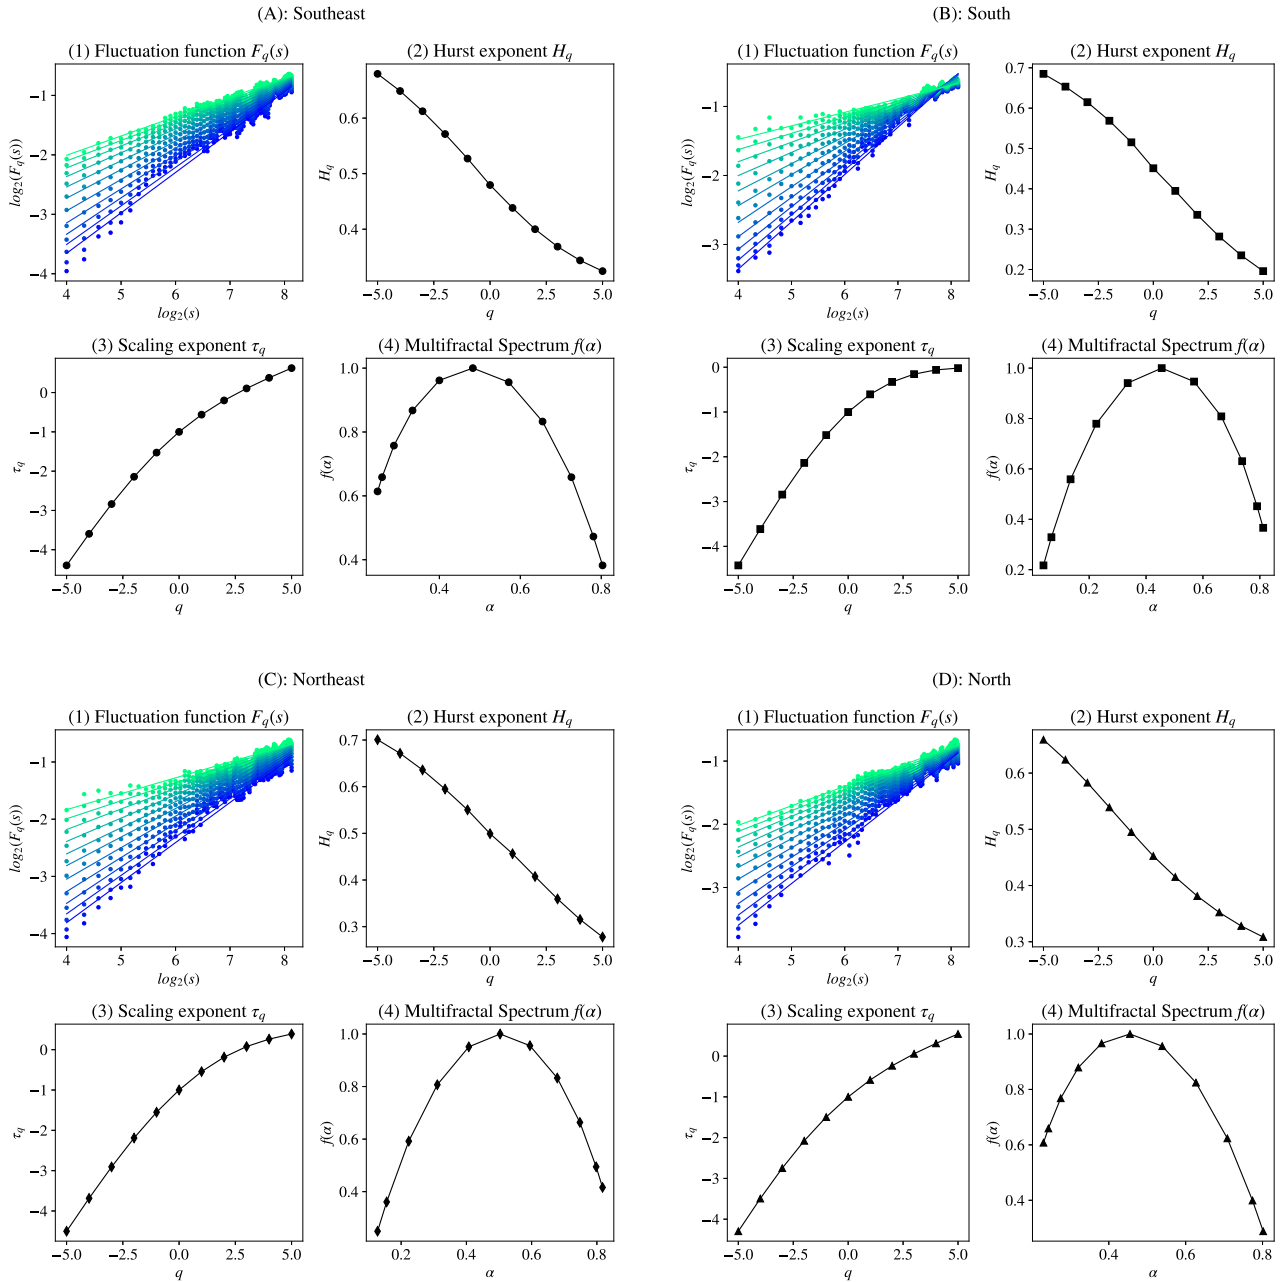 (A): Southeast
(1) Fluctuation function F_q(s)
log_2(F_q(s))
−1
−2
−3
−4
4 5 6 7 8
log_2(s)
(2) Hurst exponent H_q
H_q
0.6
0.5
0.4
−5.0 −2.5 0.0 2.5 5.0
q
(3) Scaling exponent τ_q
τ_q
0
−1
−2
−3
−4
−5.0 −2.5 0.0 2.5 5.0
q
(4) Multifractal Spectrum f(α)
f(α)
1.0
0.8
0.6
0.4
0.4 0.6 0.8
α
(B): South
(1) Fluctuation function F_q(s)
log_2(F_q(s))
−1
−2
−3
4 5 6 7 8
log_2(s)
(2) Hurst exponent H_q
H_q
0.7
0.6
0.5
0.4
0.3
0.2
−5.0 −2.5 0.0 2.5 5.0
q
(3) Scaling exponent τ_q
τ_q
0
−1
−2
−3
−4
−5.0 −2.5 0.0 2.5 5.0
q
(4) Multifractal Spectrum f(α)
f(α)
1.0
0.8
0.6
0.4
0.2
0.2 0.4 0.6 0.8
α
(C): Northeast
(1) Fluctuation function F_q(s)
log_2(F_q(s))
−1
−2
−3
−4
4 5 6 7 8
log_2(s)
(2) Hurst exponent H_q
H_q
0.7
0.6
0.5
0.4
0.3
−5.0 −2.5 0.0 2.5 5.0
q
(3) Scaling exponent τ_q
τ_q
0
−1
−2
−3
−4
−5.0 −2.5 0.0 2.5 5.0
q
(4) Multifractal Spectrum f(α)
f(α)
1.0
0.8
0.6
0.4
0.2 0.4 0.6 0.8
α
(D): North
(1) Fluctuation function F_q(s)
log_2(F_q(s))
−1
−2
−3
4 5 6 7 8
log_2(s)
(2) Hurst exponent H_q
H_q
0.6
0.5
0.4
0.3
−5.0 −2.5 0.0 2.5 5.0
q
(3) Scaling exponent τ_q
τ_q
0
−1
−2
−3
−4
−5.0 −2.5 0.0 2.5 5.0
q
(4) Multifractal Spectrum f(α)
f(α)
1.0
0.8
0.6
0.4
0.4 0.6 0.8
α